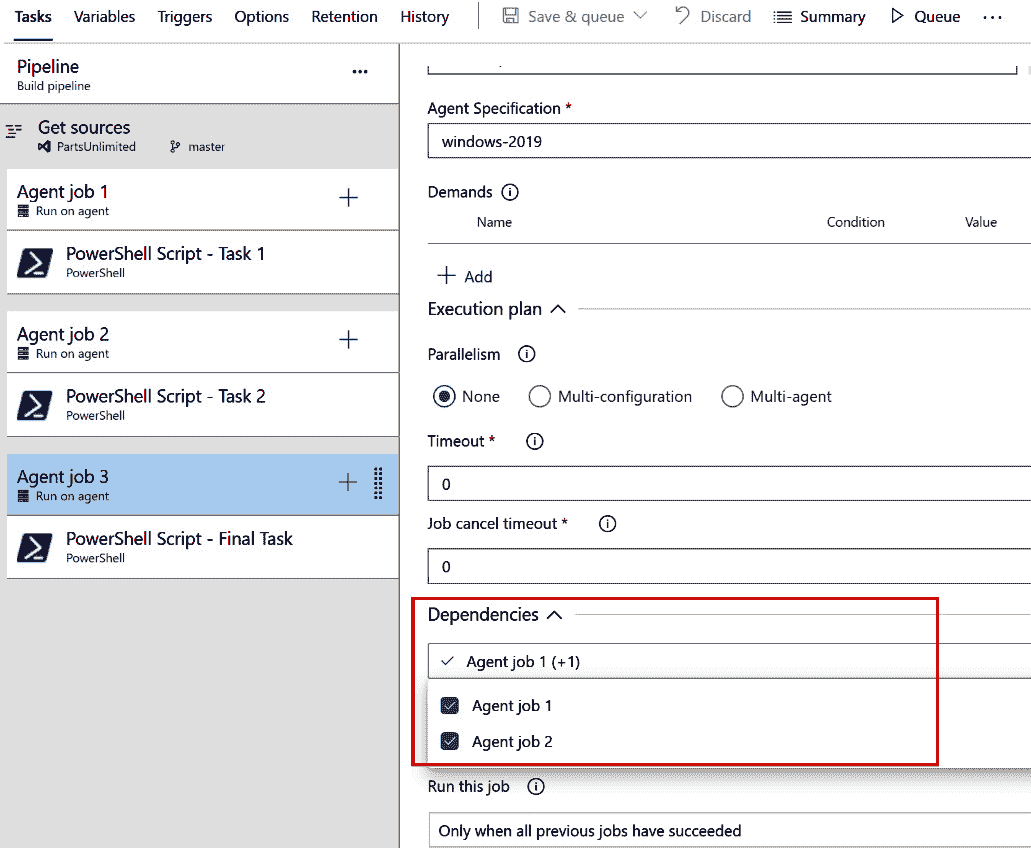 Tasks Variables Triggers Options Retention History Save & queue Discard Summary Queue ...
Pipeline
Build pipeline
Get sources
PartsUnlimited master
Agent job 1
Run on agent
PowerShell Script - Task 1
PowerShell
Agent job 2
Run on agent
PowerShell Script - Task 2
PowerShell
Agent job 3
Run on agent
PowerShell Script - Final Task
PowerShell
Agent Specification *
windows-2019
Demands
Name Condition Value
Add
Execution plan
Parallelism
None Multi-configuration Multi-agent
Timeout *
0
Job cancel timeout *
0
Dependencies
Agent job 1 (+1)
Agent job 1
Agent job 2
Run this job
Only when all previous jobs have succeeded